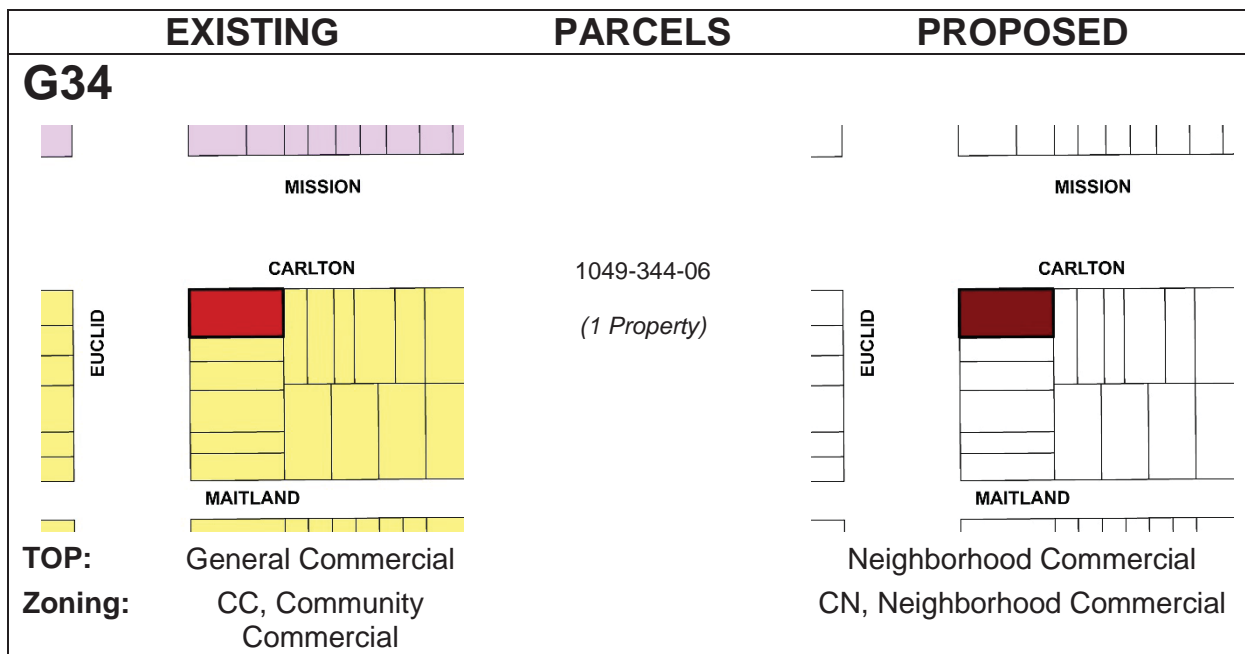 EXISTING PARCELS PROPOSED
G34
MISSION
CARLTON
EUCLID
MAITLAND
1049-344-06
(1 Property)
MISSION
CARLTON
EUCLID
MAITLAND
TOP: General Commercial Neighborhood Commercial
Zoning: CC, Community CN, Neighborhood Commercial
Commercial